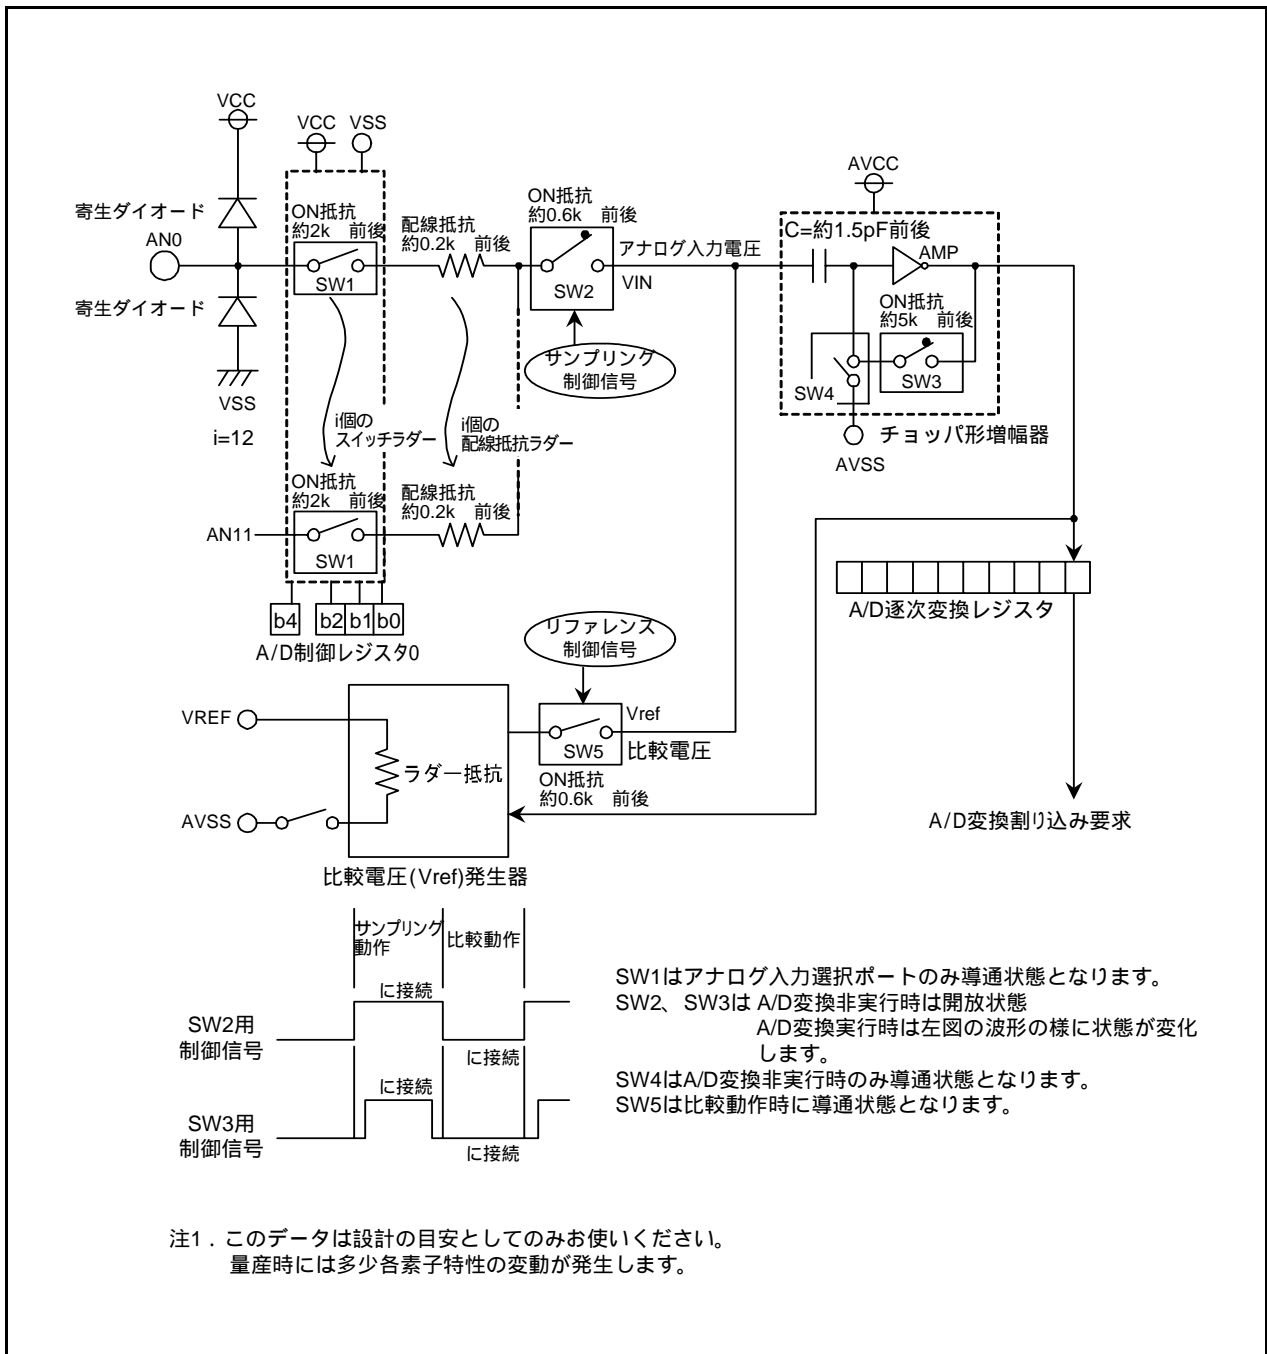 VCC
VCC
VSS
AVCC
寄生ダイオード
AN0
寄生ダイオード
VSS
i=12
ON抵抗
約2k 前後
SW1
配線抵抗
約0.2k 前後
ON抵抗
約0.6k 前後
SW2
アナログ入力電圧
VIN
サンプリング
制御信号
C=約1.5pF前後
AMP
ON抵抗
約5k 前後
SW3
SW4
AVSS
チョッパ形増幅器
i個の
スイッチラダー
i個の
配線抵抗ラダー
ON抵抗
約2k 前後
AN11
SW1
配線抵抗
約0.2k 前後
b4
b2
b1
b0
A/D制御レジスタ0
A/D逐次変換レジスタ
リファレンス
制御信号
VREF
ラダー抵抗
AVSS
Vref
SW5
比較電圧
ON抵抗
約0.6k 前後
A/D変換割り込み要求
比較電圧(Vref)発生器
サンプリング
動作
比較動作
に接続
SW2用
制御信号
に接続
に接続
SW3用
制御信号
に接続
SW1はアナログ入力選択ポートのみ導通状態となります。
SW2、SW3は A/D変換非実行時は開放状態
A/D変換実行時は左図の波形の様に状態が変化
します。
SW4はA/D変換非実行時のみ導通状態となります。
SW5は比較動作時に導通状態となります。
注1．このデータは設計の目安としてのみお使いください。
量産時には多少各素子特性の変動が発生します。